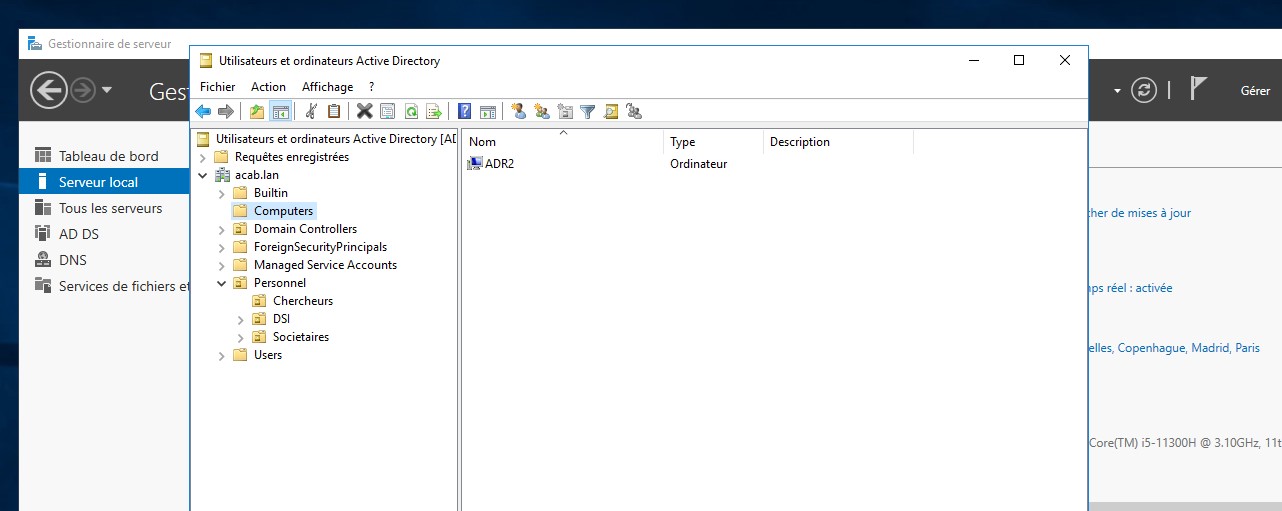 Gestionnaire de serveur
Utilisateurs et ordinateurs Active Directory
Fichier Action Affichage ?
Gest
Gérer
Utilisateurs et ordinateurs Active Directory [AD
Requêtes enregistrées
acab.lan
Builtin
Computers
Domain Controllers
ForeignSecurityPrincipals
Managed Service Accounts
Personnel
Chercheurs
DSI
Societaires
Users
Nom Type Description
ADR2 Ordinateur
Tableau de bord
Serveur local
Tous les serveurs
AD DS
DNS
Services de fichiers et
cher de mises à jour
ps réel : activée
elles, Copenhague, Madrid, Paris
Core(TM) i5-11300H @ 3.10GHz, 11t